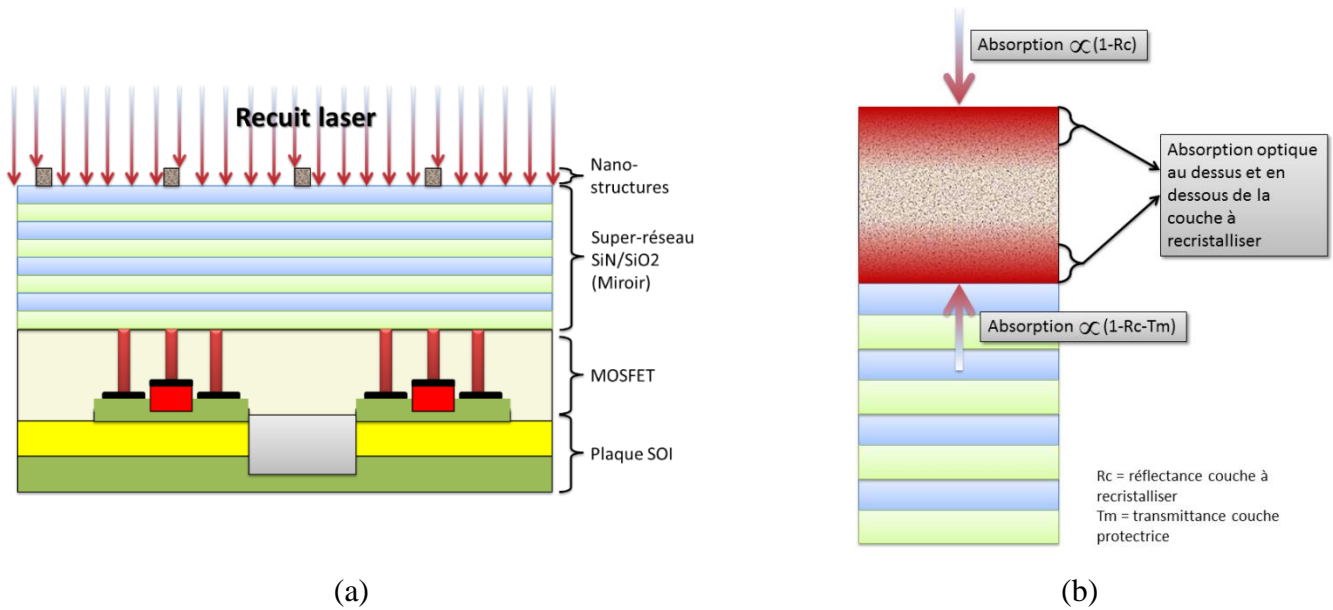 Recuit laser
Nano-
structures
Super-réseau
SiN/SiO2
(Miroir)
MOSFET
Plaque SOI
(a)
Absorption ∝(1-Rc)
Absorption optique
au dessus et en
dessous de la
couche à
recristalliser
Absorption ∝(1-Rc-Tm)
Rc = réflectance couche à
recristalliser
Tm = transmittance couche
protectrice
(b)